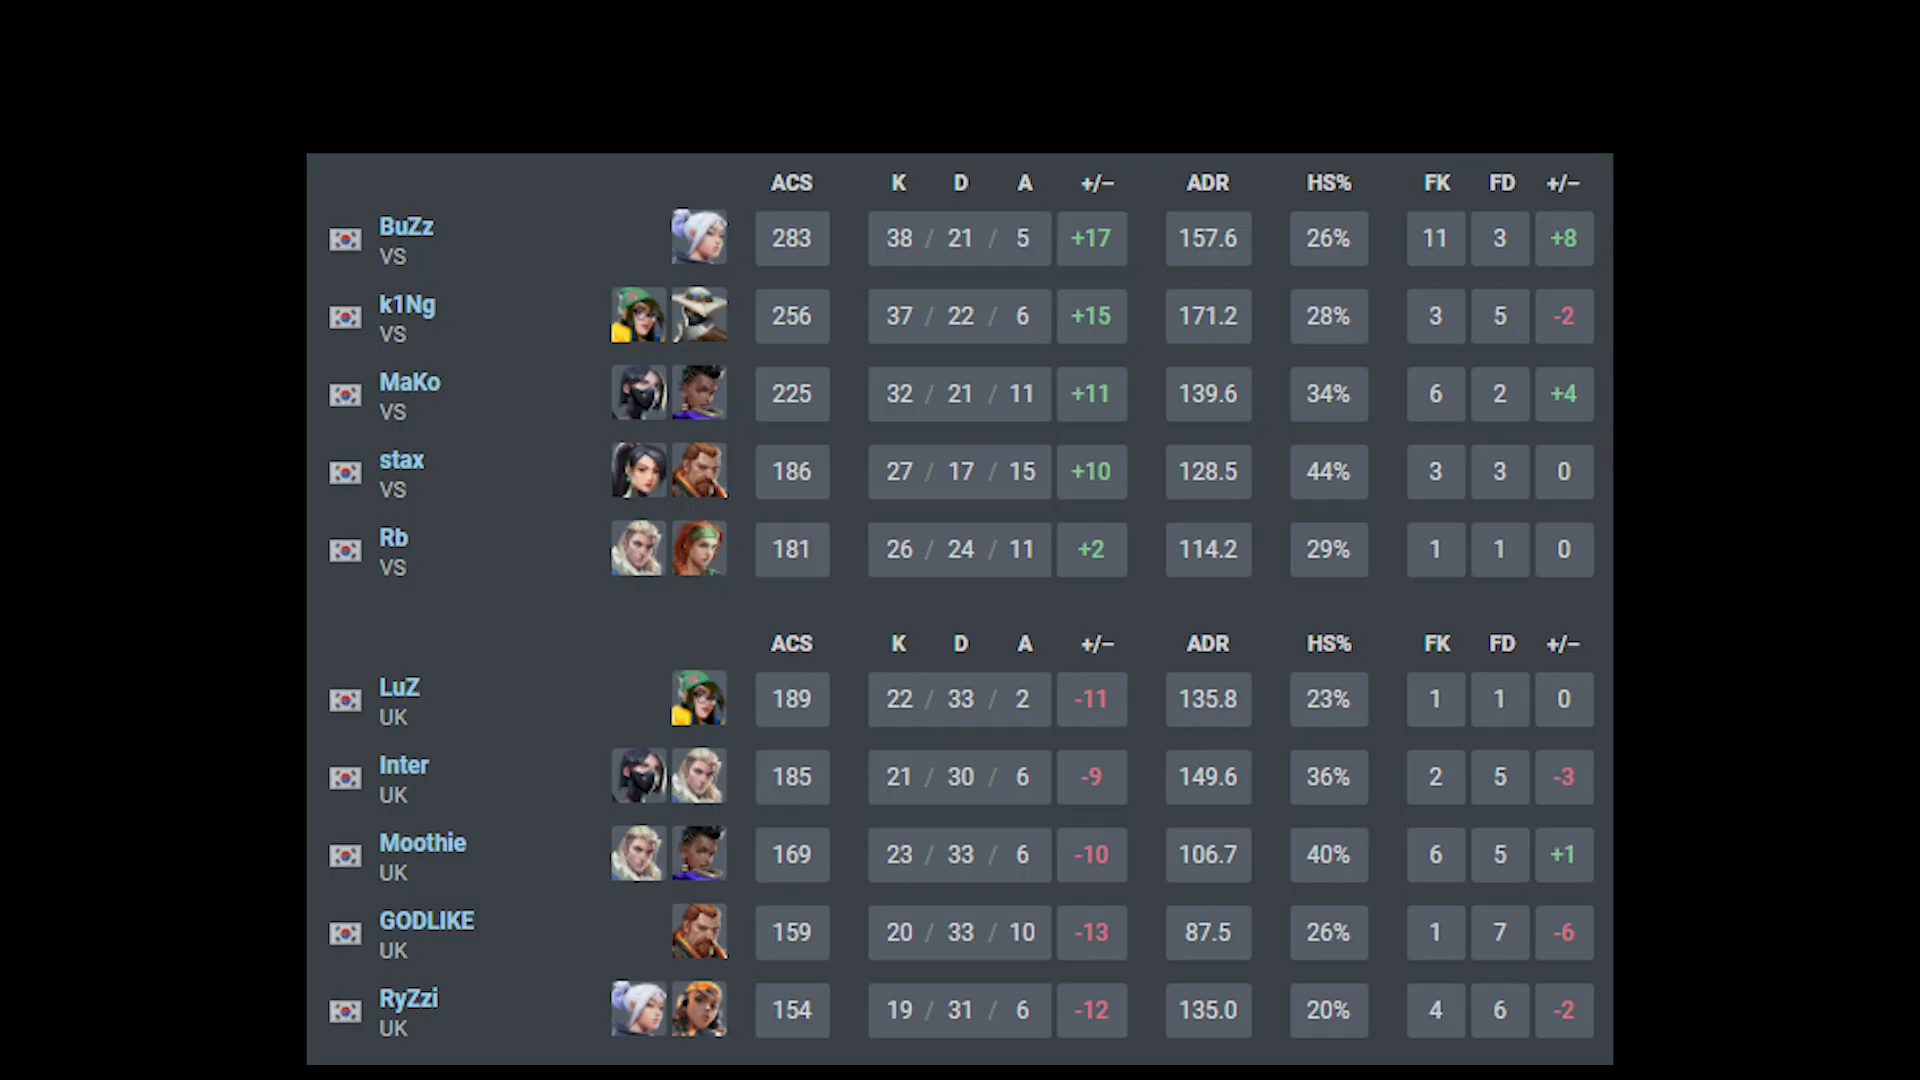 ACS K D A +/− ADR HS% FK FD +/−
BuZz 283 38 / 21 / 5 +17 157.6 26% 11 3 +8
VS
k1Ng 256 37 / 22 / 6 +15 171.2 28% 3 5 -2
VS
MaKo 225 32 / 21 / 11 +11 139.6 34% 6 2 +4
VS
stax 186 27 / 17 / 15 +10 128.5 44% 3 3 0
VS
Rb 181 26 / 24 / 11 +2 114.2 29% 1 1 0
VS
ACS K D A +/− ADR HS% FK FD +/−
LuZ 189 22 / 33 / 2 -11 135.8 23% 1 1 0
UK
Inter 185 21 / 30 / 6 -9 149.6 36% 2 5 -3
UK
Moothie 169 23 / 33 / 6 -10 106.7 40% 6 5 +1
UK
GODLIKE 159 20 / 33 / 10 -13 87.5 26% 1 7 -6
UK
RyZzi 154 19 / 31 / 6 -12 135.0 20% 4 6 -2
UK